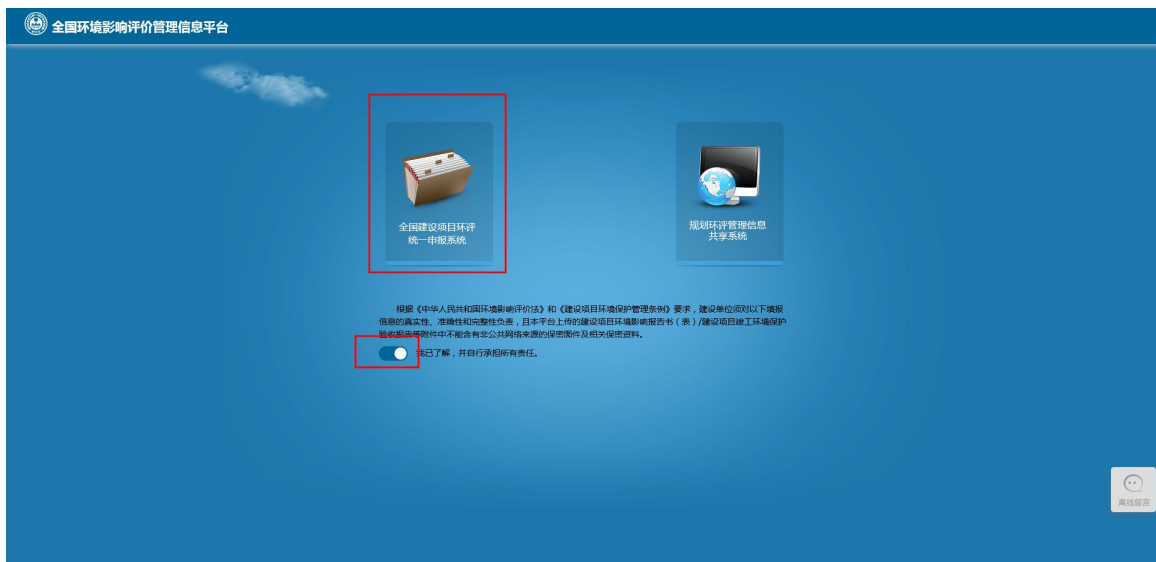 全国环境影响评价管理信息平台
全国建设项目环评
统一申报系统
规划环评管理信息
共享系统
根据《中华人民共和国环境影响评价法》和《建设项目环境保护管理条例》要求，建设单位须对以下填报
信息的真实性、准确性和完整性负责，且本平台上传的建设项目环境影响报告书（表）/建设项目竣工环境保护
验收报告等附件中不能含有非公共网络来源的保密图件及相关保密资料。
我已了解，并自行承担所有责任。
离线留言